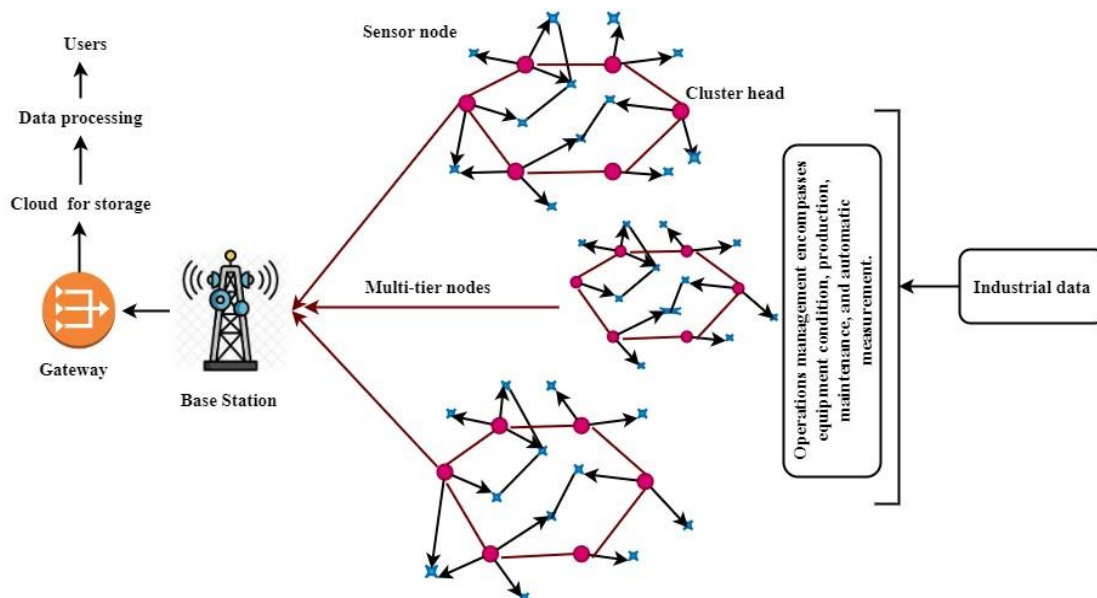 Users
Data processing
Cloud for storage
Gateway
Base Station
Sensor node
Cluster head
Multi-tier nodes
Operations management encompasses
equipment condition, production,
maintenance, and automatic
measurement.
Industrial data